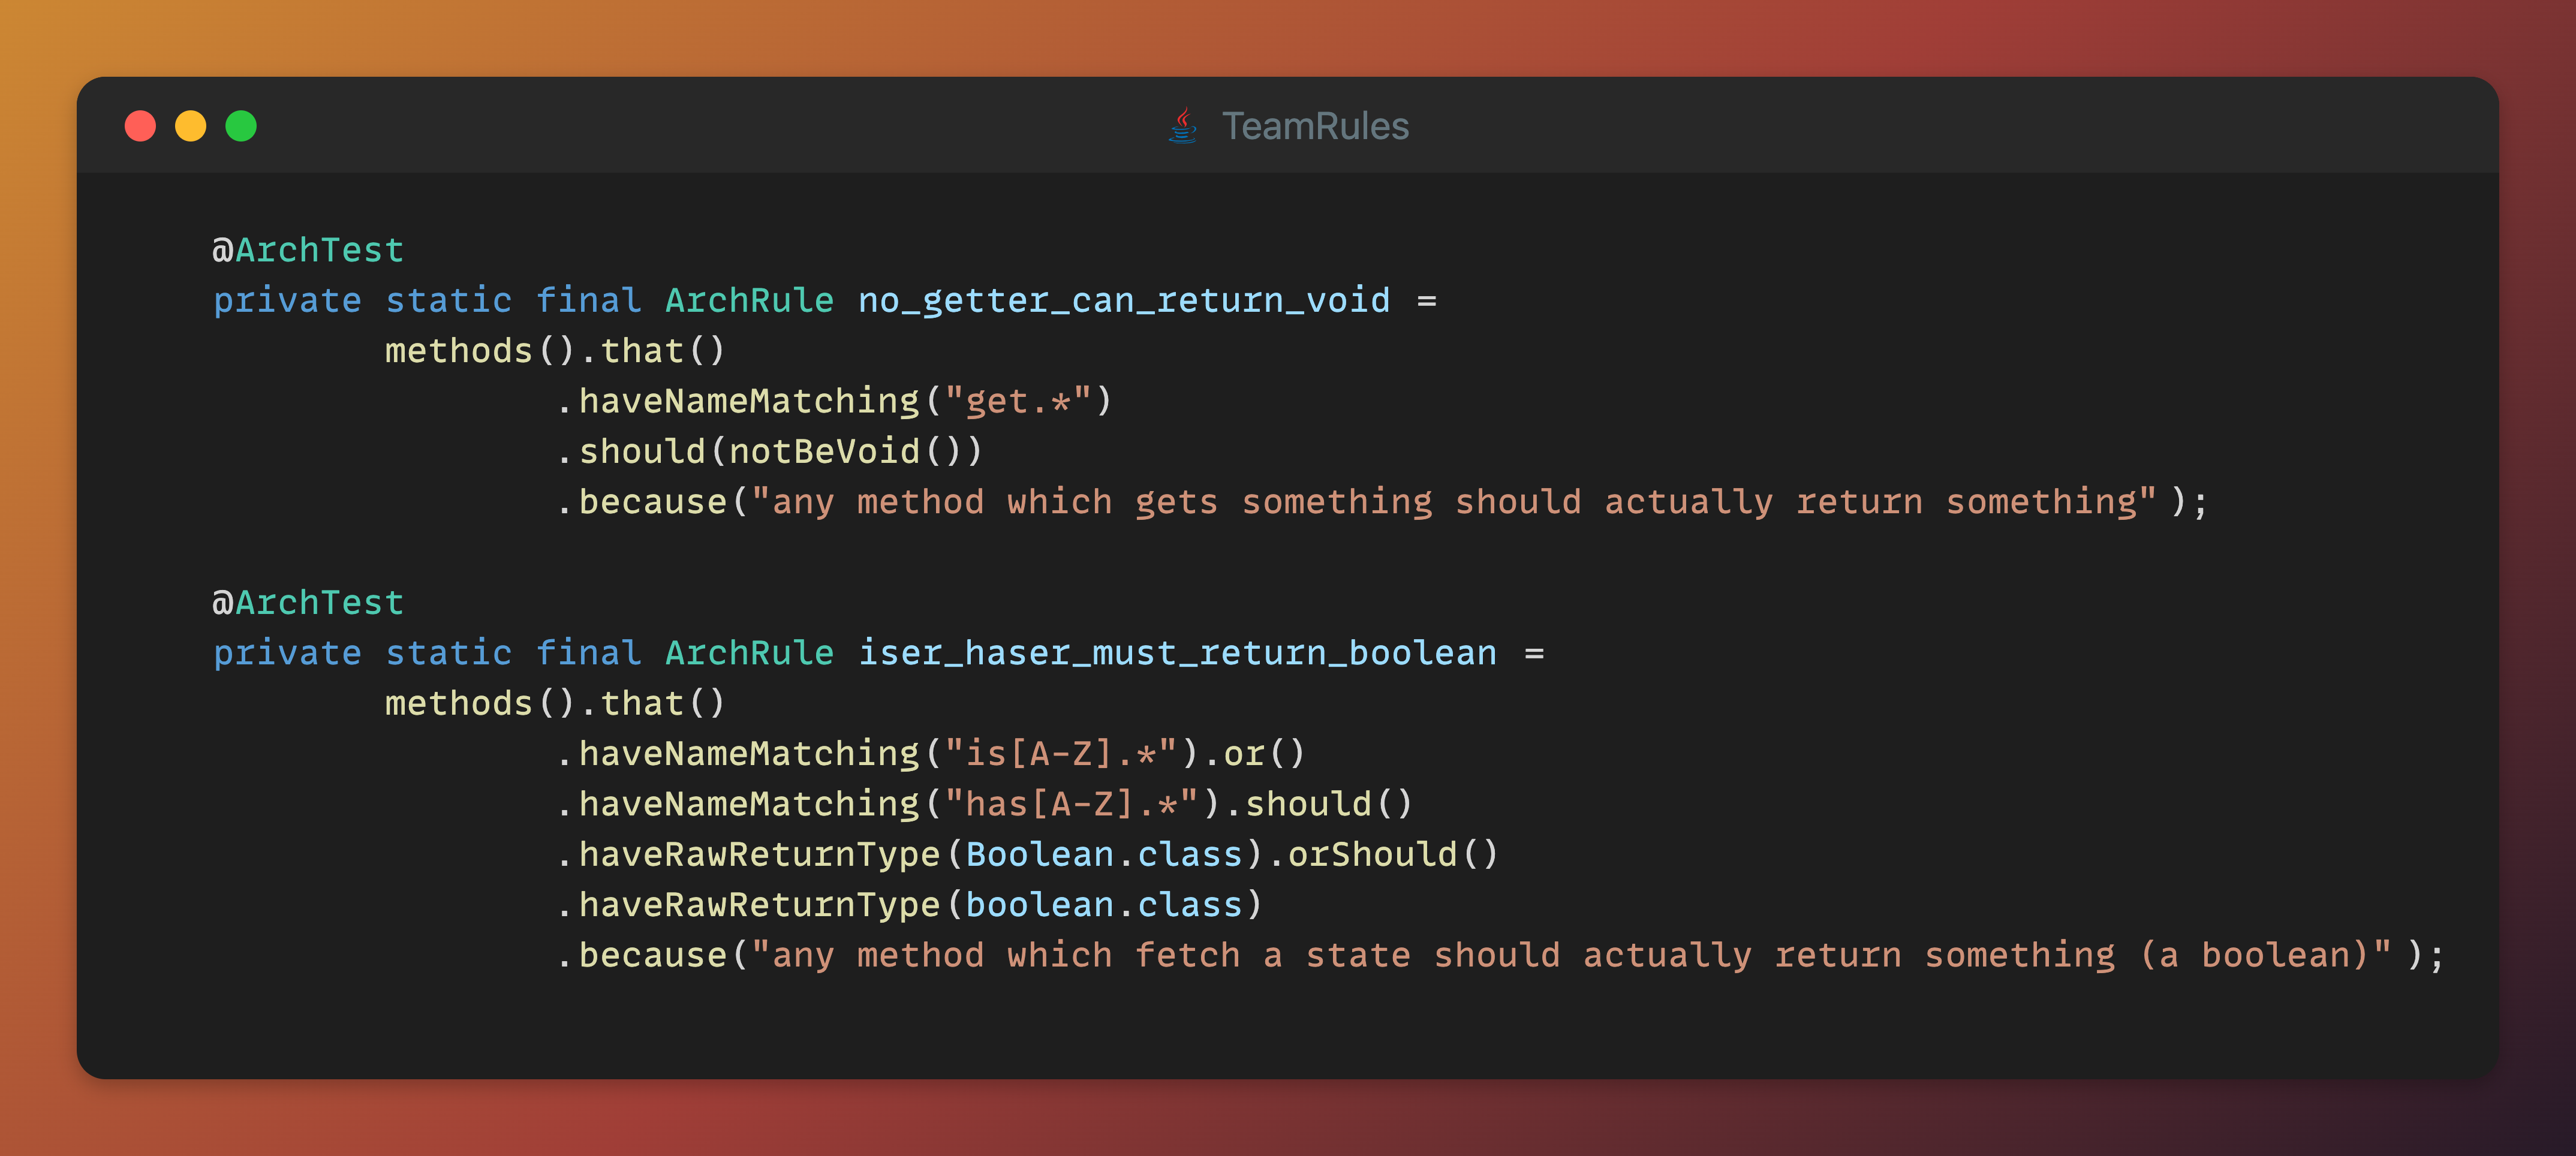 TeamRules
@ArchTest
private static final ArchRule no_getter_can_return_void =
methods().that()
.haveNameMatching("get.*")
.should(notBeVoid())
.because("any method which gets something should actually return something" );
@ArchTest
private static final ArchRule iser_haser_must_return_boolean =
methods().that()
.haveNameMatching("is[A-Z].*").or()
.haveNameMatching("has[A-Z].*").should()
.haveRawReturnType(Boolean.class).orShould()
.haveRawReturnType(boolean.class)
.because("any method which fetch a state should actually return something (a boolean)" );